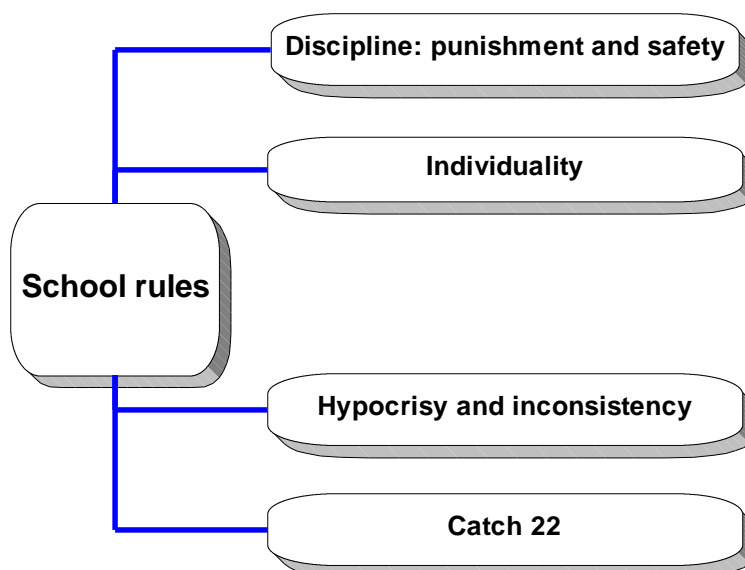 Discipline: punishment and safety
Individuality
School rules
Hypocrisy and inconsistency
Catch 22